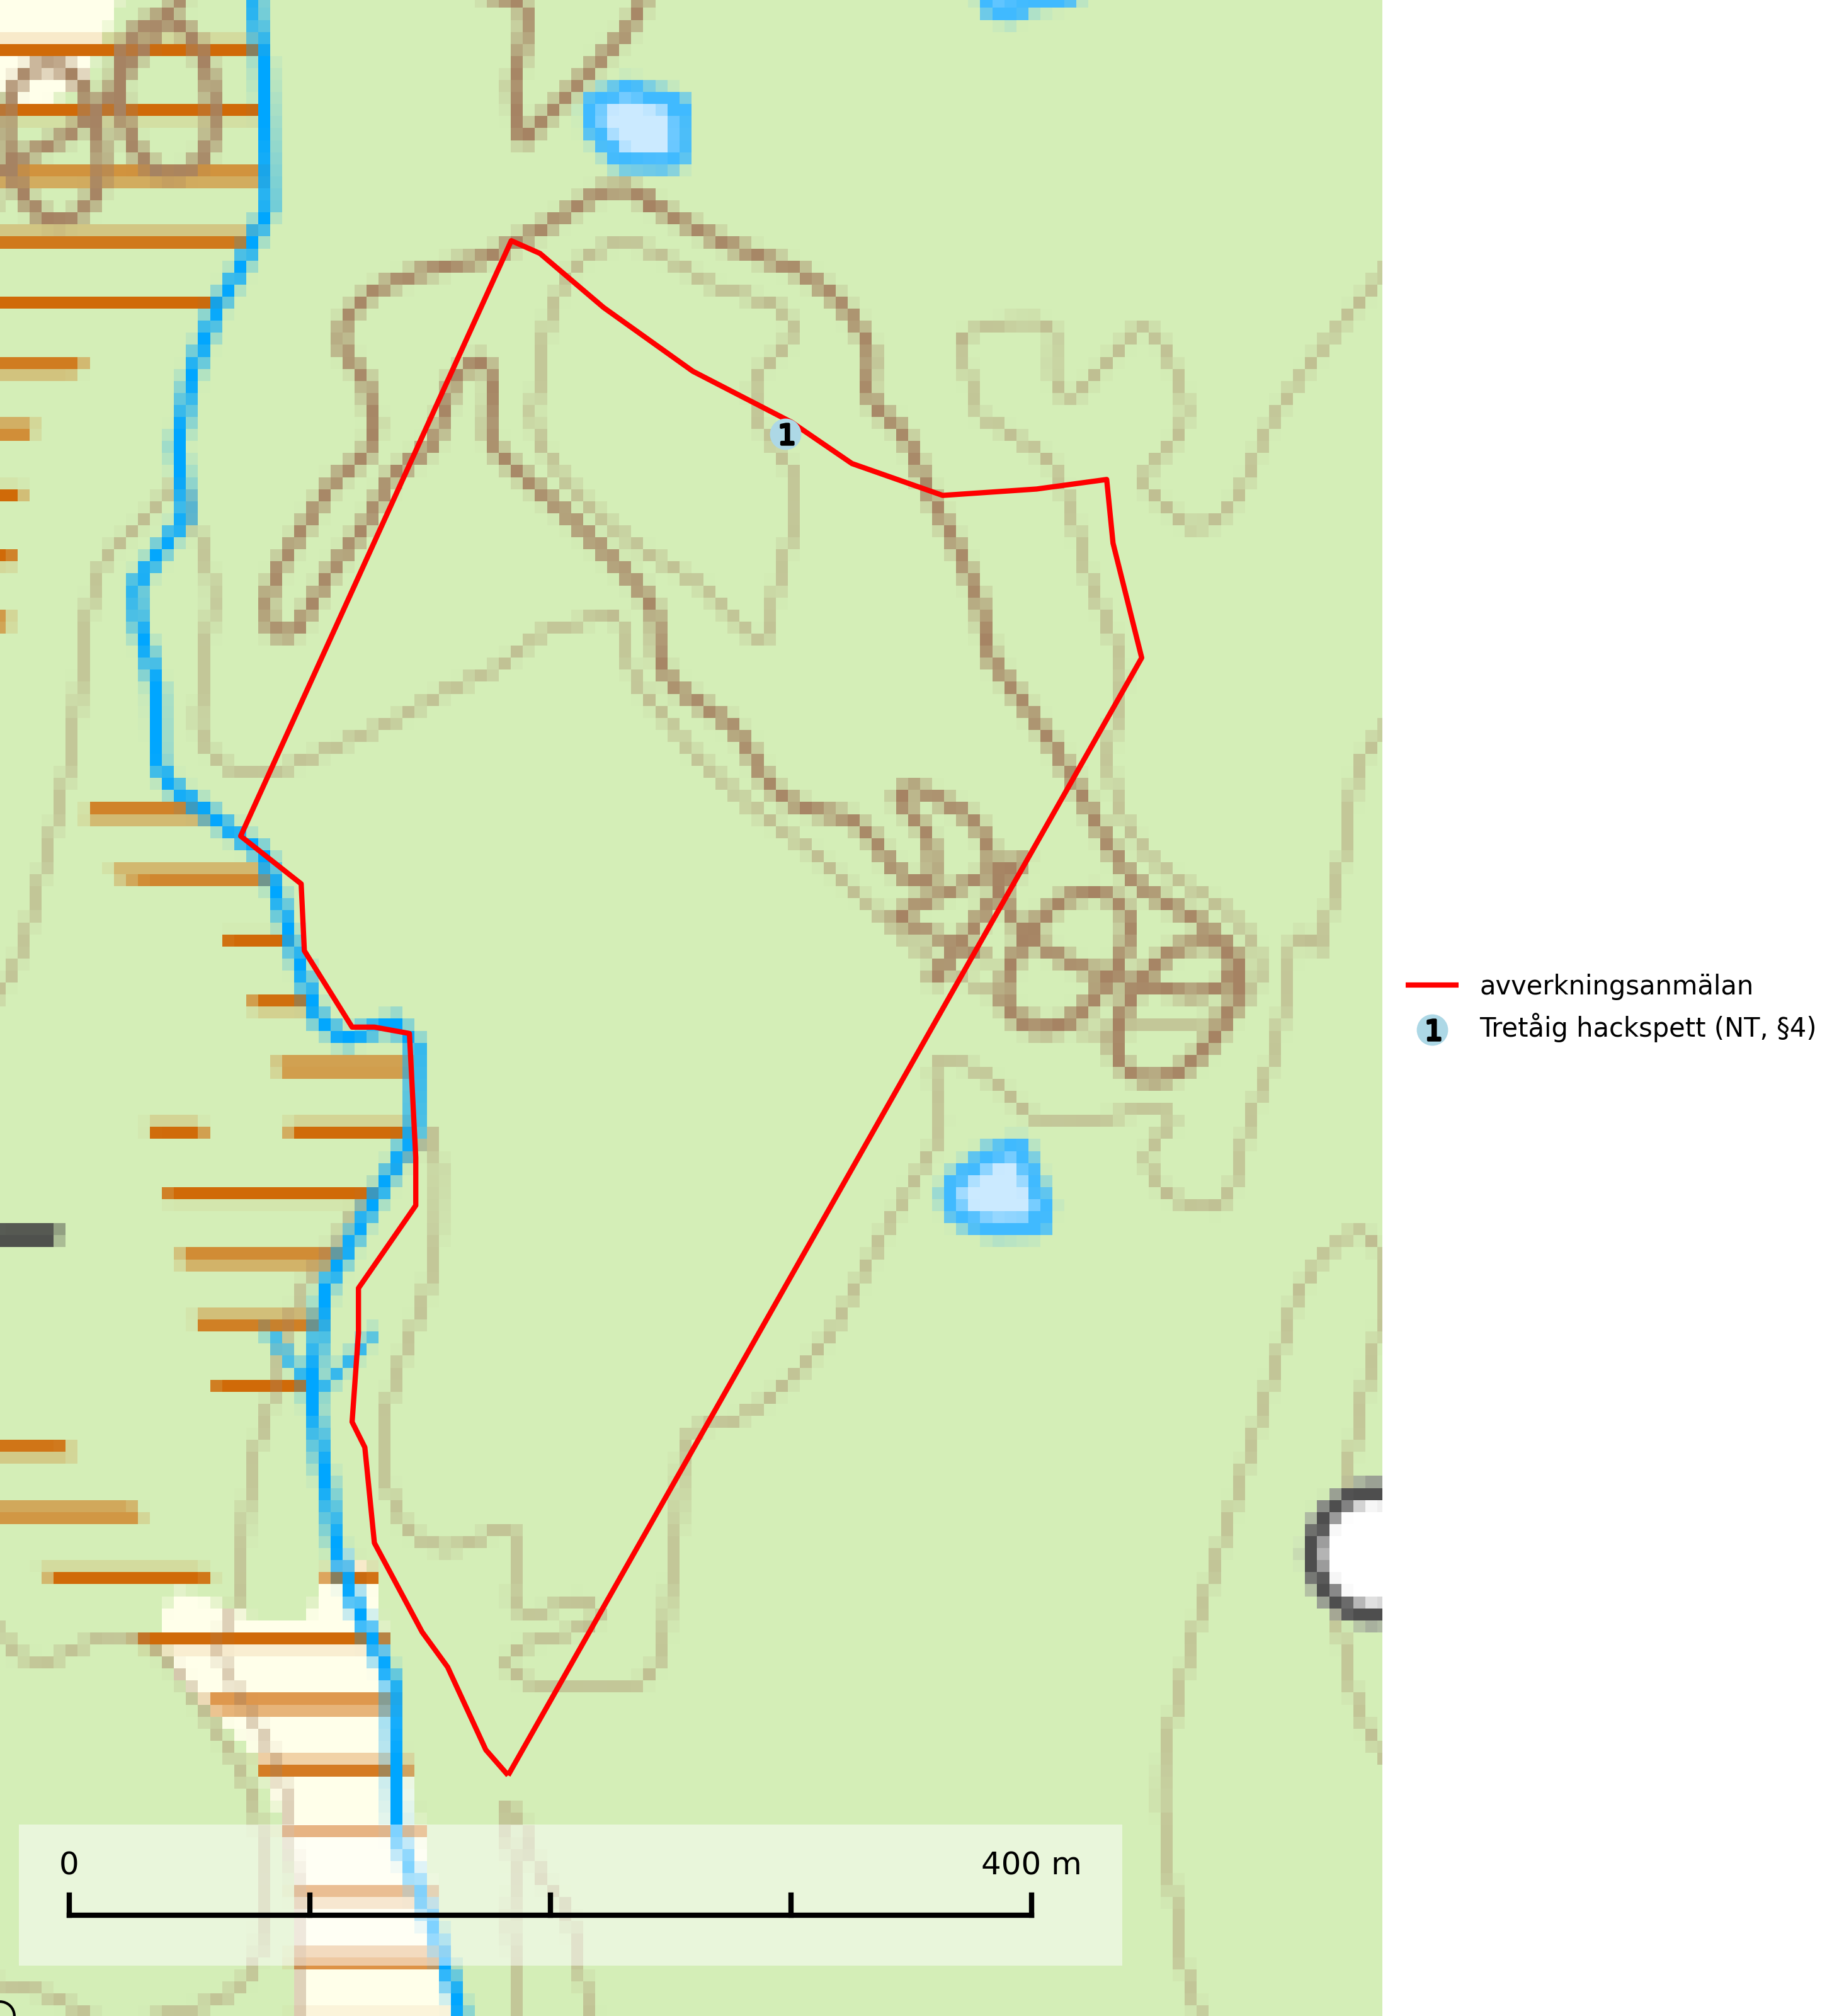 1
avverkningsanmälan
1 Tretåig hackspett (NT, §4)
0 400 m